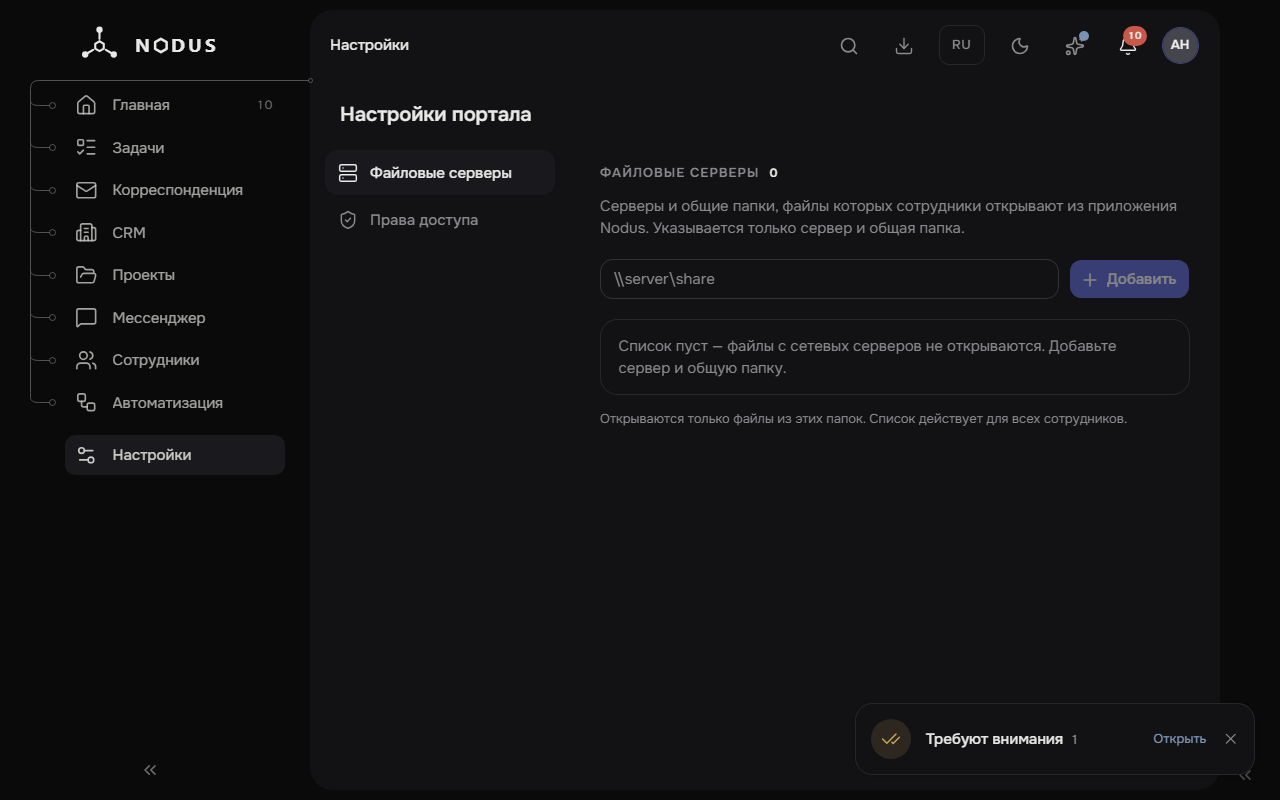 NODUS
Настройки
RU
10
АН
Главная 10
Задачи
Корреспонденция
CRM
Проекты
Мессенджер
Сотрудники
Автоматизация
Настройки
Настройки портала
Файловые серверы
Права доступа
ФАЙЛОВЫЕ СЕРВЕРЫ 0
Серверы и общие папки, файлы которых сотрудники открывают из приложения
Nodus. Указывается только сервер и общая папка.
\\server\share
Добавить
Список пуст — файлы с сетевых серверов не открываются. Добавьте
сервер и общую папку.
Открываются только файлы из этих папок. Список действует для всех сотрудников.
Требуют внимания 1
Открыть